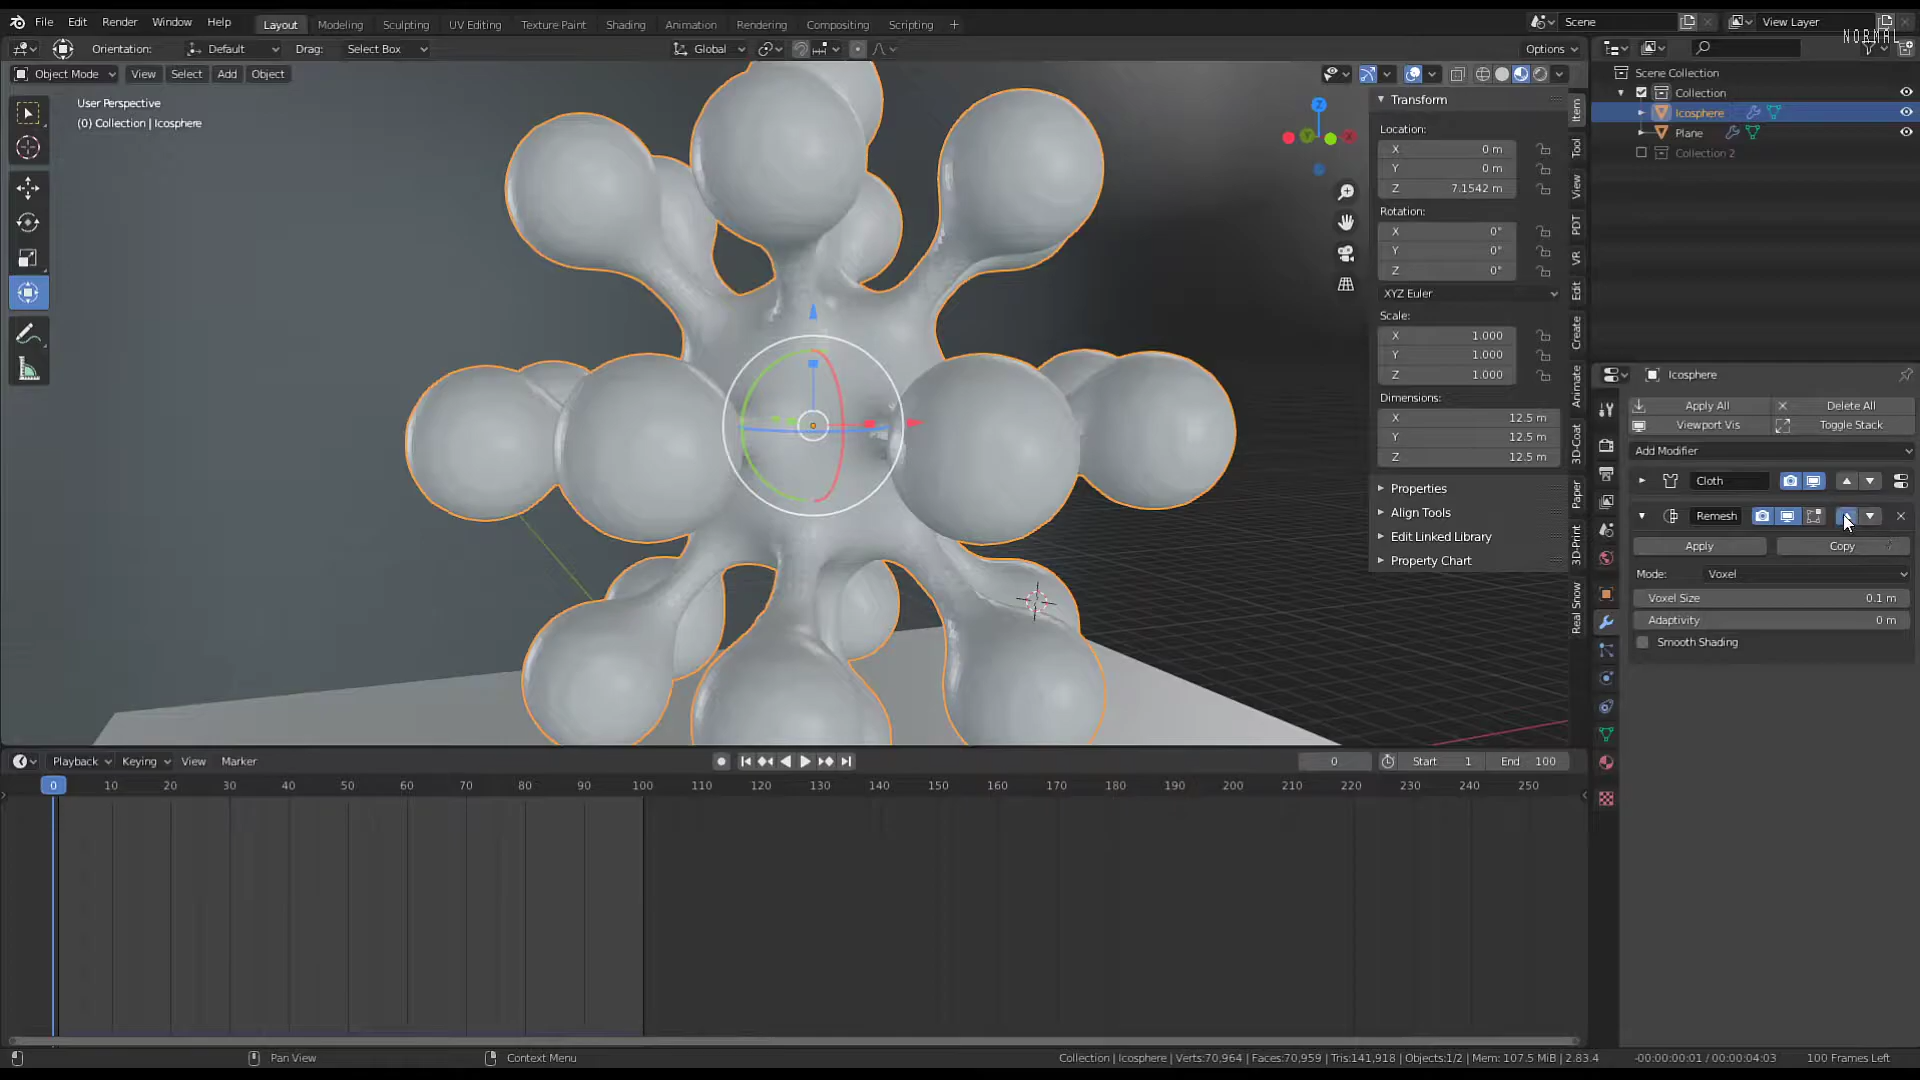 File Edit Render Window Help Layout Modeling Sculpting UV Editing Texture Paint Shading Animation Rendering Compositing Scripting + Scene View Layer
NORMAL
Orientation: Default Drag: Select Box Global Options
Object Mode View Select Add Object
User Perspective
(0) Collection | Icosphere
Z
Y
X
Transform
Location:
X 0 m
Y 0 m
Z 7.1542 m
Rotation:
X 0°
Y 0°
Z 0°
XYZ Euler
Scale:
X 1.000
Y 1.000
Z 1.000
Dimensions:
X 12.5 m
Y 12.5 m
Z 12.5 m
Properties
Align Tools
Edit Linked Library
Property Chart
Item
Tool
View
PDT
VR
Edit
Create
Animate
3D-Coat
Paper
3D-Print
Real Snow
Scene Collection
Collection
Icosphere
Plane
Collection 2
Icosphere
Apply All Delete All
Viewport Vis Toggle Stack
Add Modifier
Cloth
Remesh
Apply Copy
Mode: Voxel
Voxel Size 0.1 m
Adaptivity 0 m
Smooth Shading
Playback Keying View Marker 0 Start 1 End 100
0 10 20 30 40 50 60 70 80 90 100 110 120 130 140 150 160 170 180 190 200 210 220 230 240 250
Pan View Context Menu Collection | Icosphere | Verts:70,964 | Faces:70,959 | Tris:141,918 | Objects:1/2 | Mem: 107.5 MiB | 2.83.4 -00:00:00:01 / 00:00:04:03 100 Frames Left